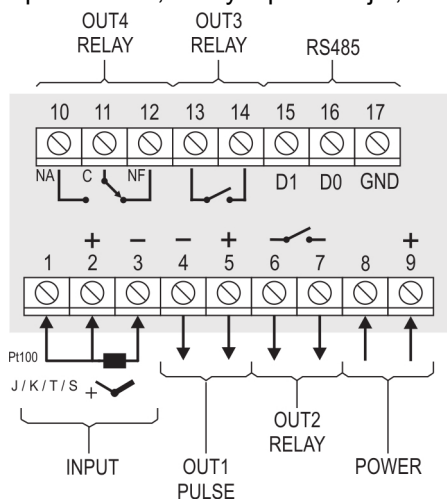 OUT4 OUT3
RELAY RELAY RS485
10 11 12 13 14 15 16 17
NA C NF D1 D0 GND
+ − − + +
1 2 3 4 5 6 7 8 9
Pt100
J / K / T / S +
INPUT OUT1 OUT2 POWER
PULSE RELAY